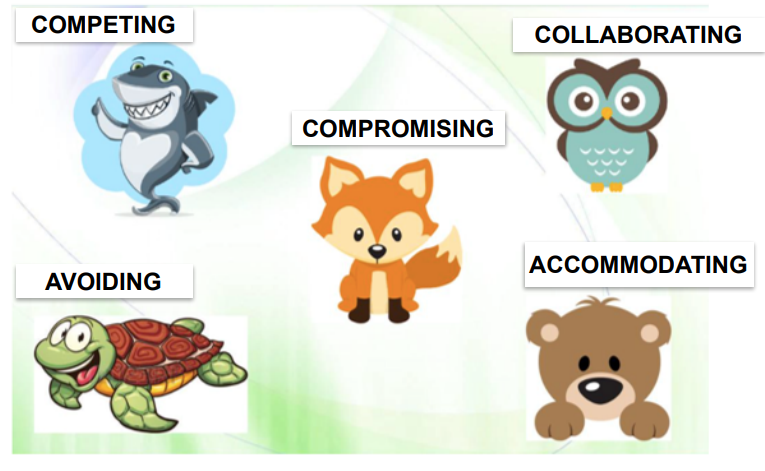 COMPETING
COLLABORATING
COMPROMISING
AVOIDING
ACCOMMODATING